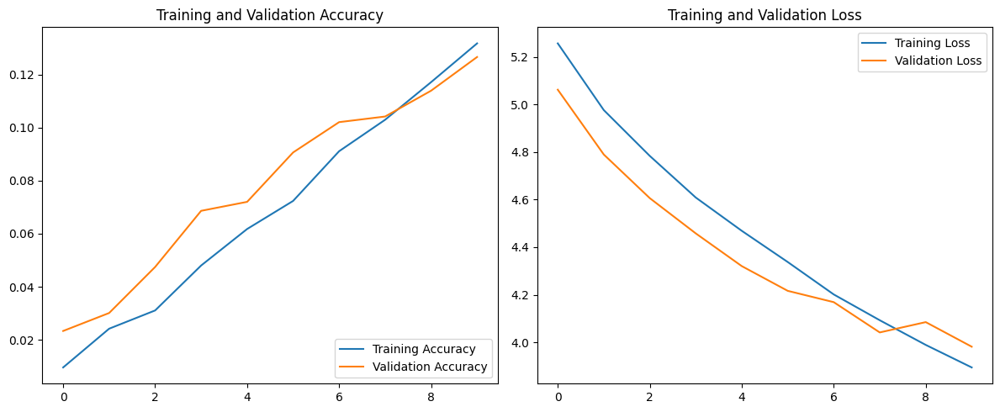 Training and Validation Accuracy
0.12
0.10
0.08
0.06
0.04
0.02
Training Accuracy
Validation Accuracy
0 2 4 6 8
Training and Validation Loss
Training Loss
Validation Loss
5.2
5.0
4.8
4.6
4.4
4.2
4.0
0 2 4 6 8